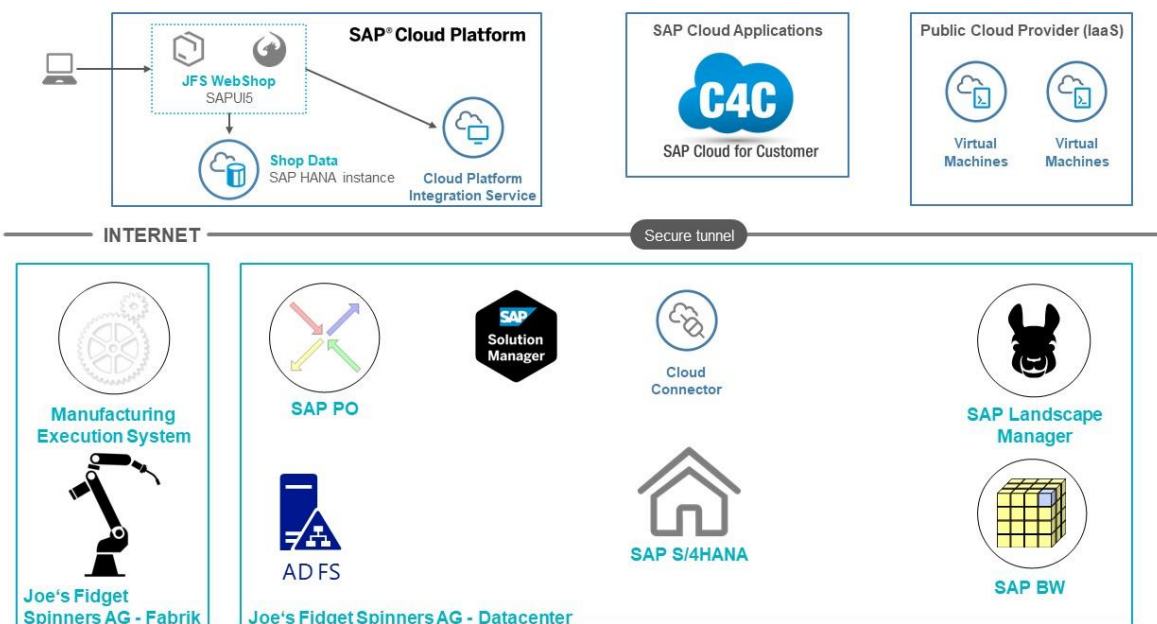 SAP® Cloud Platform
JFS WebShop
SAPUI5
Shop Data
SAP HANA instance
Cloud Platform
Integration Service
SAP Cloud Applications
C4C
SAP Cloud for Customer
Public Cloud Provider (IaaS)
Virtual
Machines
Virtual
Machines
INTERNET
Secure tunnel
Manufacturing
Execution System
Joe's Fidget
Spinners AG - Fabrik
SAP PO
SAP
Solution
Manager
Cloud
Connector
SAP Landscape
Manager
AD FS
SAP S/4HANA
SAP BW
Joe's Fidget Spinners AG - Datacenter